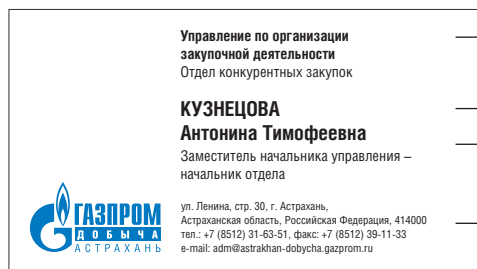 Управление по организации
закупочной деятельности
Отдел конкурентных закупок
КУЗНЕЦОВА
Антонина Тимофеевна
Заместитель начальника управления –
начальник отдела
ГАЗПРОМ
ДОБЫЧА
АСТРАХАНЬ
ул. Ленина, стр. 30, г. Астрахань,
Астраханская область, Российская Федерация, 414000
тел.: +7 (8512) 31-63-51, факс: +7 (8512) 39-11-33
e-mail: adm@astrakhan-dobycha.gazprom.ru